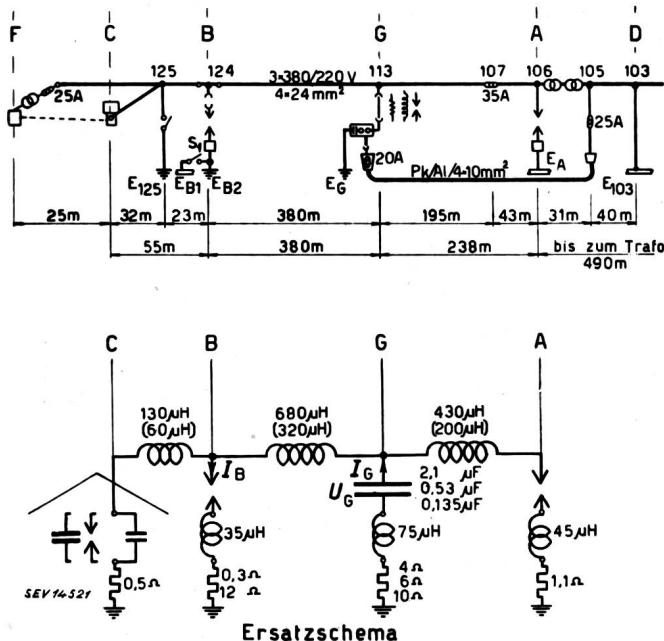 F C B G A D
125 124 113 107 106 105 103
25A
3≈380/220 V
4=24mm²
35A
25A
S₁
20A
Pk/Al/4=10mm²
E125 EB1 EB2 EG EA E103
25m 32m 23m 380m 195m 43m 31m 40m
55m 380m 238m bis zum Trafo
490m
C B G A
130µH
(60µH)
680µH
(320µH)
430µH
(200µH)
IB IG
UG
2,1 µF
0,53 µF
0,135µF
35µH 75µH 45µH
0,5Ω
0,3Ω
12 Ω
4Ω
6Ω
10Ω
1,1Ω
SEV 14521
Ersatzschema